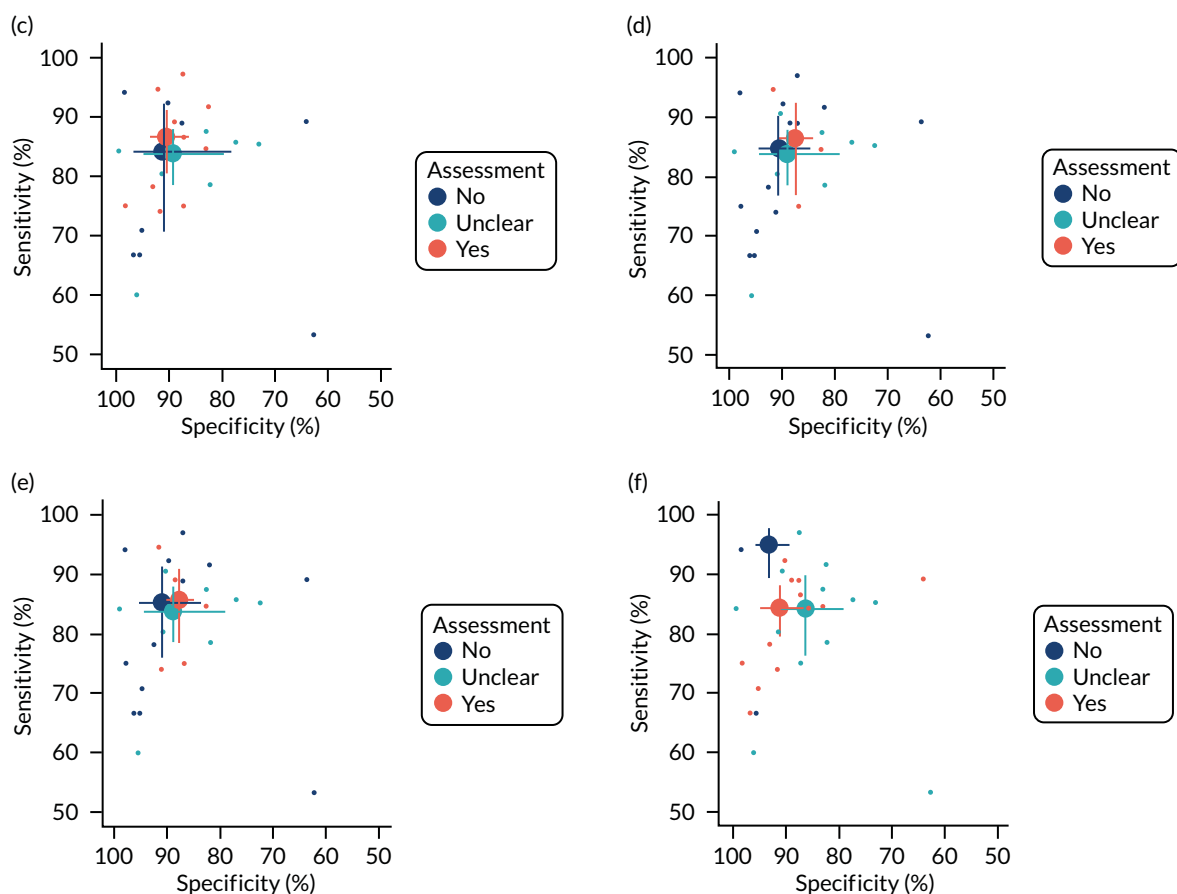 (c)
100
90
80
70
60
50
Sensitivity (%)
100 90 80 70 60 50
Specificity (%)
Assessment
No
Unclear
Yes
(d)
100
90
80
70
60
50
Sensitivity (%)
100 90 80 70 60 50
Specificity (%)
Assessment
No
Unclear
Yes
(e)
100
90
80
70
60
50
Sensitivity (%)
100 90 80 70 60 50
Specificity (%)
Assessment
No
Unclear
Yes
(f)
100
90
80
70
60
50
Sensitivity (%)
100 90 80 70 60 50
Specificity (%)
Assessment
No
Unclear
Yes